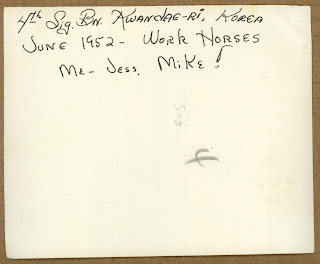 4th Sig. Bn. Kwandae-ri, Korea
June 1952 - Work Horses
Me - Jess. Mike!